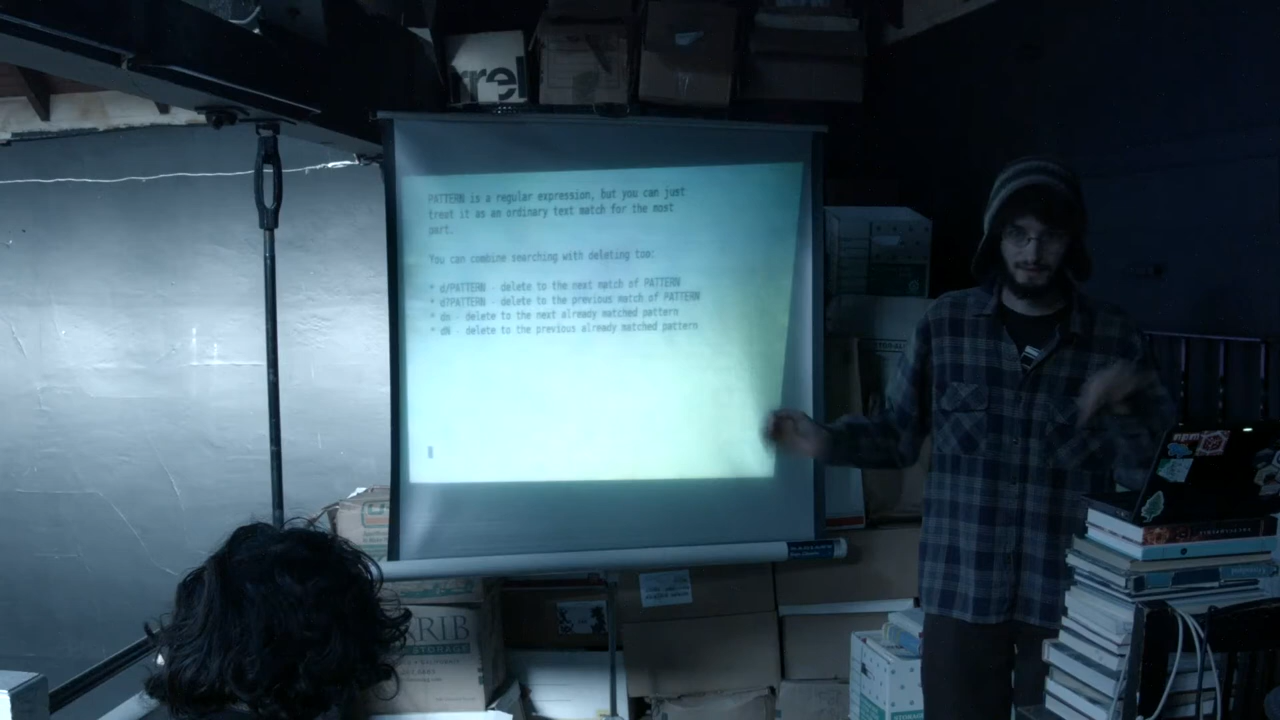 rrel
PATTERN is a regular expression, but you can just
treat it as an ordinary text match for the most
part.
You can combine searching with deleting too:
* d/PATTERN - delete to the next match of PATTERN
* d?PATTERN - delete to the previous match of PATTERN
* dn - delete to the next already matched pattern
* dN - delete to the previous already matched pattern
ARIB
STORAGE